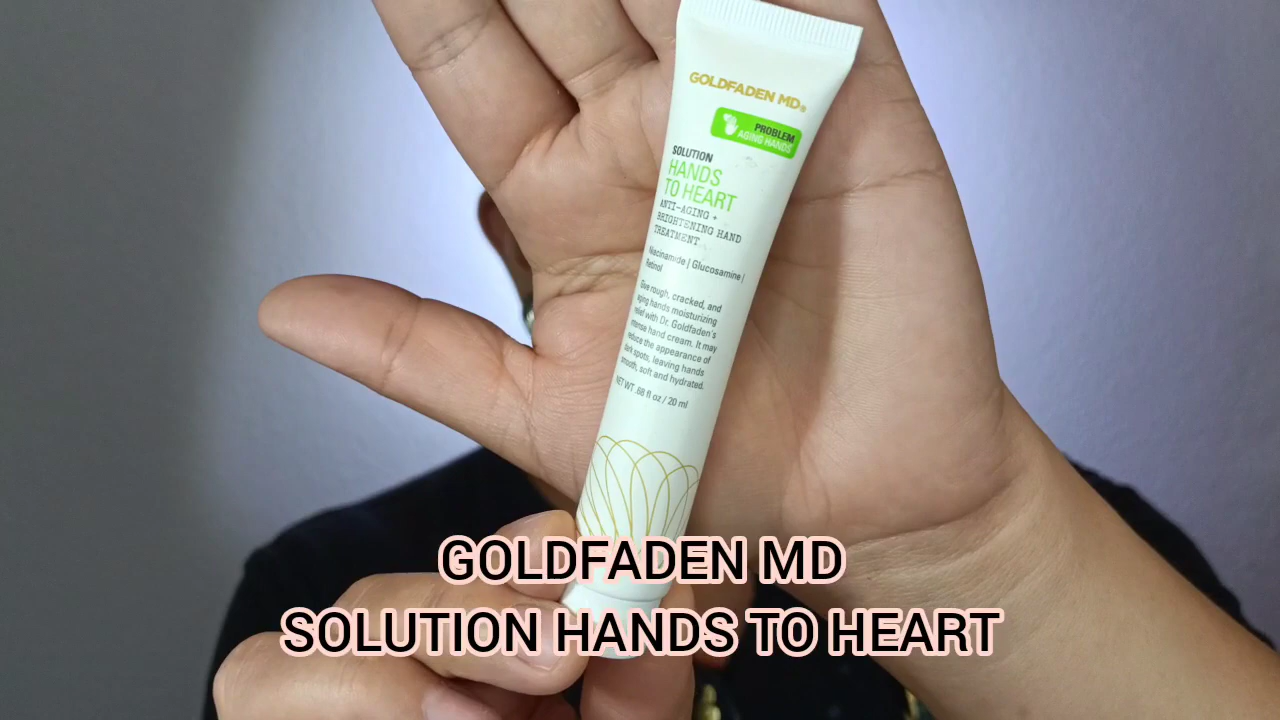 GOLDFADEN MD®
PROBLEM
AGING HANDS
SOLUTION
HANDS
TO HEART
ANTI-AGING +
BRIGHTENING HAND
TREATMENT
Niacinamide | Glucosamine |
Retinol
Give rough, cracked, and
aging hands moisturizing
relief with Dr. Goldfaden's
intense hand cream. It may
reduce the appearance of
dark spots, leaving hands
smooth, soft and hydrated.
NET WT .68 fl oz / 20 ml
GOLDFADEN MD
SOLUTION HANDS TO HEART